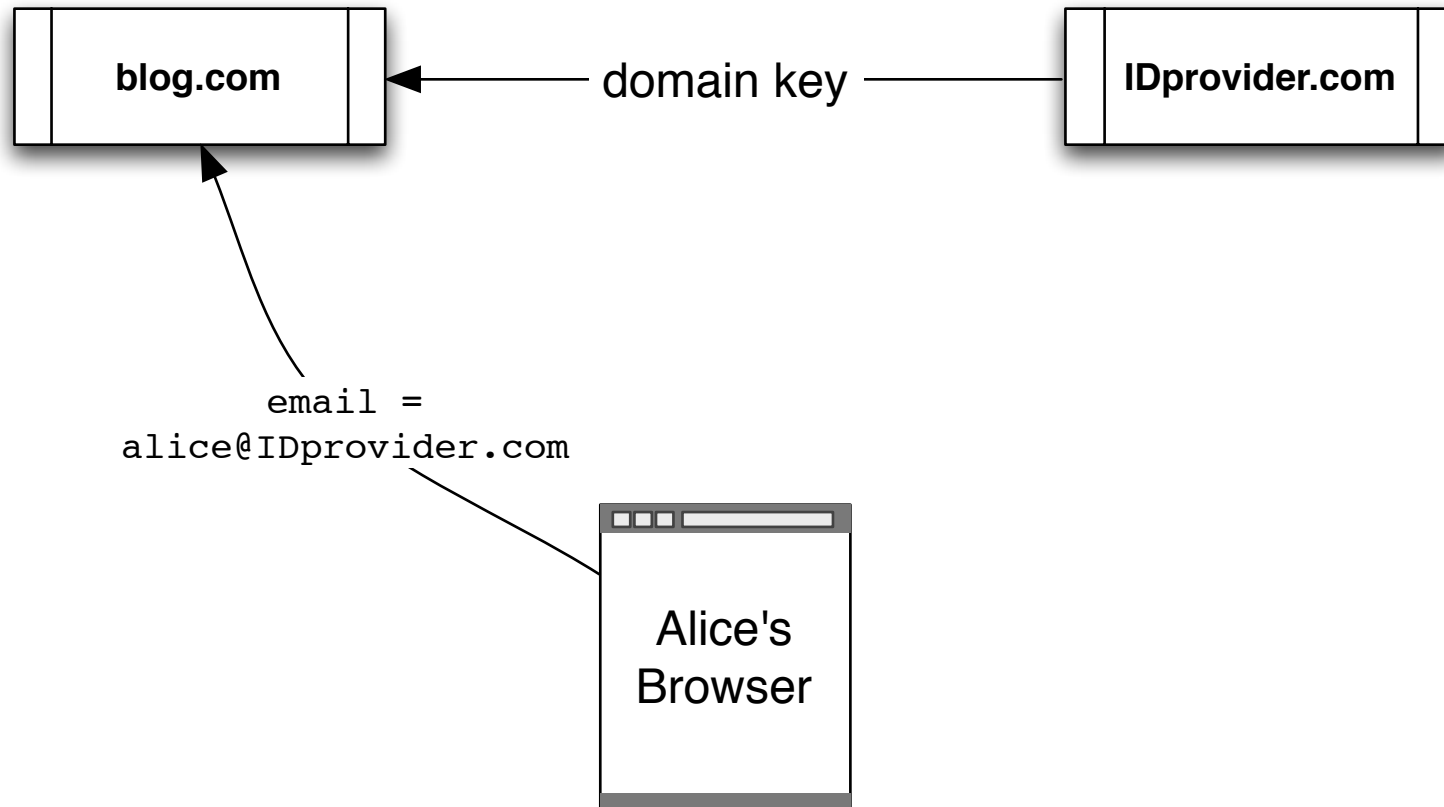 blog.com
domain key
IDprovider.com
email =
alice@IDprovider.com
Alice's
Browser